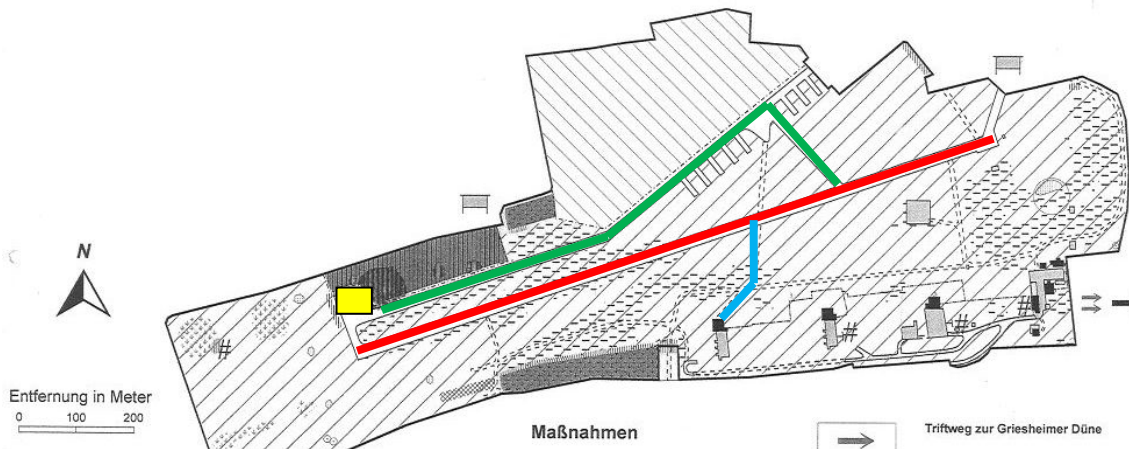 N
Entfernung in Meter
0 100 200
Maßnahmen
Triftweg zur Griesheimer Düne